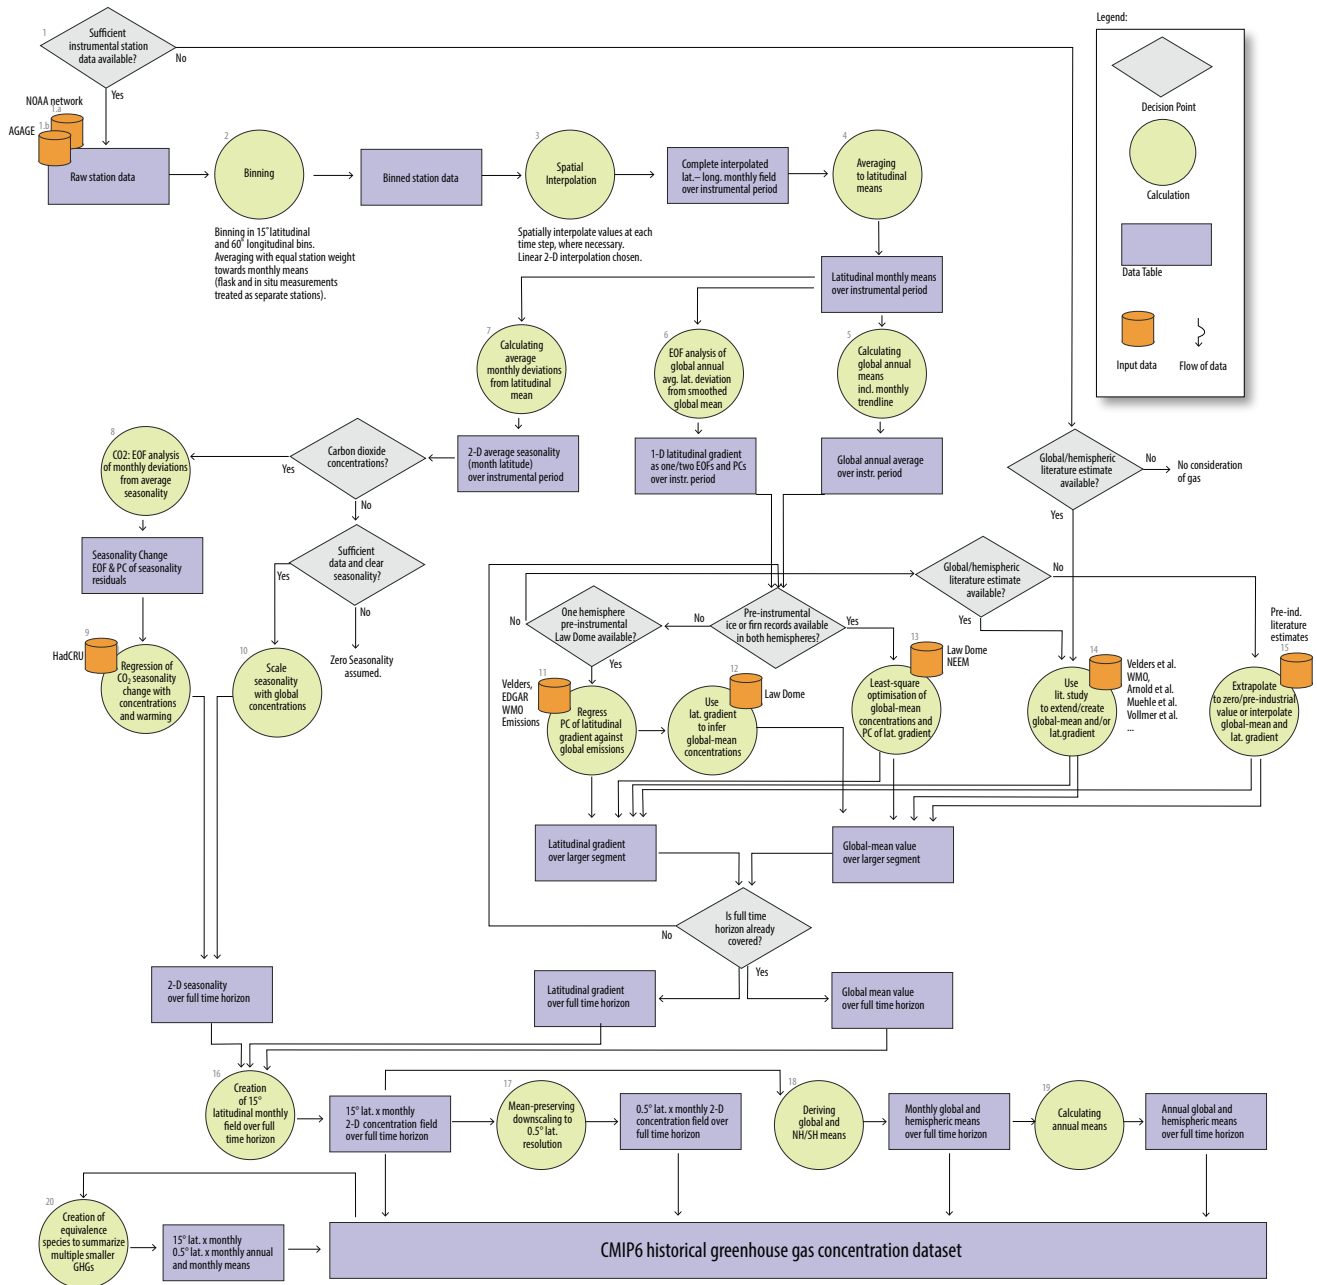 1
Sufficient
instrumental station
data available?
No
Yes
Legend:
Decision Point
Calculation
Data Table
Input data
Flow of data
NOAA network
1.a
AGAGE
1.b
Raw station data
2
Binning
Binning in 15° latitudinal
and 60° longitudinal bins.
Averaging with equal station weight
towards monthly means
(flask and in situ measurements
treated as separate stations).
Binned station data
3
Spatial
Interpolation
Spatially interpolate values at each
time step, where necessary.
Linear 2-D interpolation chosen.
Complete interpolated
lat.– long. monthly field
over instrumental period
4
Averaging
to latitudinal
means
Latitudinal monthly means
over instrumental period
7
Calculating
average
monthly deviations
from latitudinal
mean
6
EOF analysis of
global annual
avg. lat. deviation
from smoothed
global mean
5
Calculating
global annual
means
incl. monthly
trendline
8
CO2: EOF analysis
of monthly deviations
from average
seasonality
Yes
Carbon dioxide
concentrations?
No
2-D average seasonality
(month latitude)
over instrumental period
1-D latitudinal gradient
as one/two EOFs and PCs
over instr. period
Global annual average
over instr. period
Global/hemispheric
literature estimate
available?
No
No consideration
of gas
Yes
Seasonality Change
EOF & PC of seasonality
residuals
Sufficient
data and clear
seasonality?
Yes
No
Zero Seasonality
assumed.
Global/hemispheric
literature estimate
available?
No
Yes
One hemisphere
pre-instrumental
Law Dome available?
No
Yes
No
Pre-instrumental
ice or firn records available
in both hemispheres?
Yes
9
HadCRU
Regression of
CO₂ seasonality
change with
concentrations
and warming
10
Scale
seasonality
with global
concentrations
11
Velders,
EDGAR
WMO
Emissions
Regress
PC of latitudinal
gradient against
global emissions
12
Law Dome
Use
lat. gradient
to infer
global-mean
concentrations
13
Law Dome
NEEM
Least-square
optimisation of
global-mean
concentrations and
PC of lat. gradient
14
Velders et al.
WMO,
Arnold et al.
Muehle et al.
Vollmer et al.
...
Use
lit. study
to extend/create
global-mean and/or
lat.gradient
Pre-ind.
literature
estimates
15
Extrapolate
to zero/pre-industrial
value or interpolate
global-mean and
lat. gradient
Latitudinal gradient
over larger segment
Global-mean value
over larger segment
Is full time
horizon already
covered?
No
Yes
2-D seasonality
over full time horizon
Latitudinal gradient
over full time horizon
Global mean value
over full time horizon
16
Creation
of 15°
latitudinal monthly
field over full
time horizon
15° lat. x monthly
2-D concentration field
over full time horizon
17
Mean-preserving
downscaling to
0.5° lat.
resolution
0.5° lat. x monthly 2-D
concentration field over
full time horizon
18
Deriving
global and
NH/SH means
Monthly global and
hemispheric means
over full time horizon
19
Calculating
annual means
Annual global and
hemispheric means
over full time horizon
20
Creation of
equivalence
species to summarize
multiple smaller
GHGs
15° lat. x monthly
0.5° lat. x monthly annual
and monthly means
CMIP6 historical greenhouse gas concentration dataset